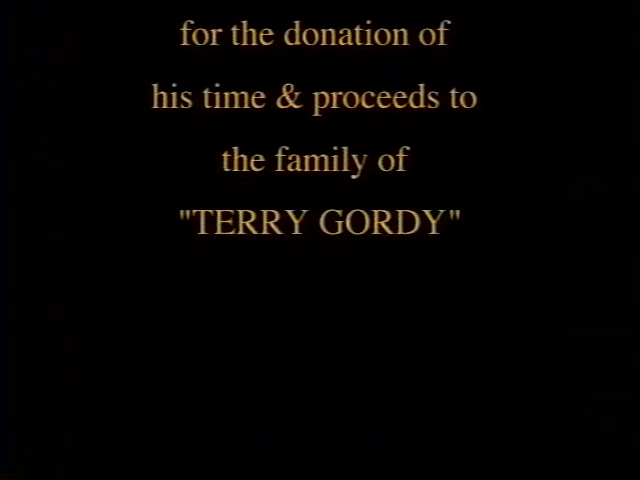 for the donation of
his time & proceeds to
the family of
"TERRY GORDY"